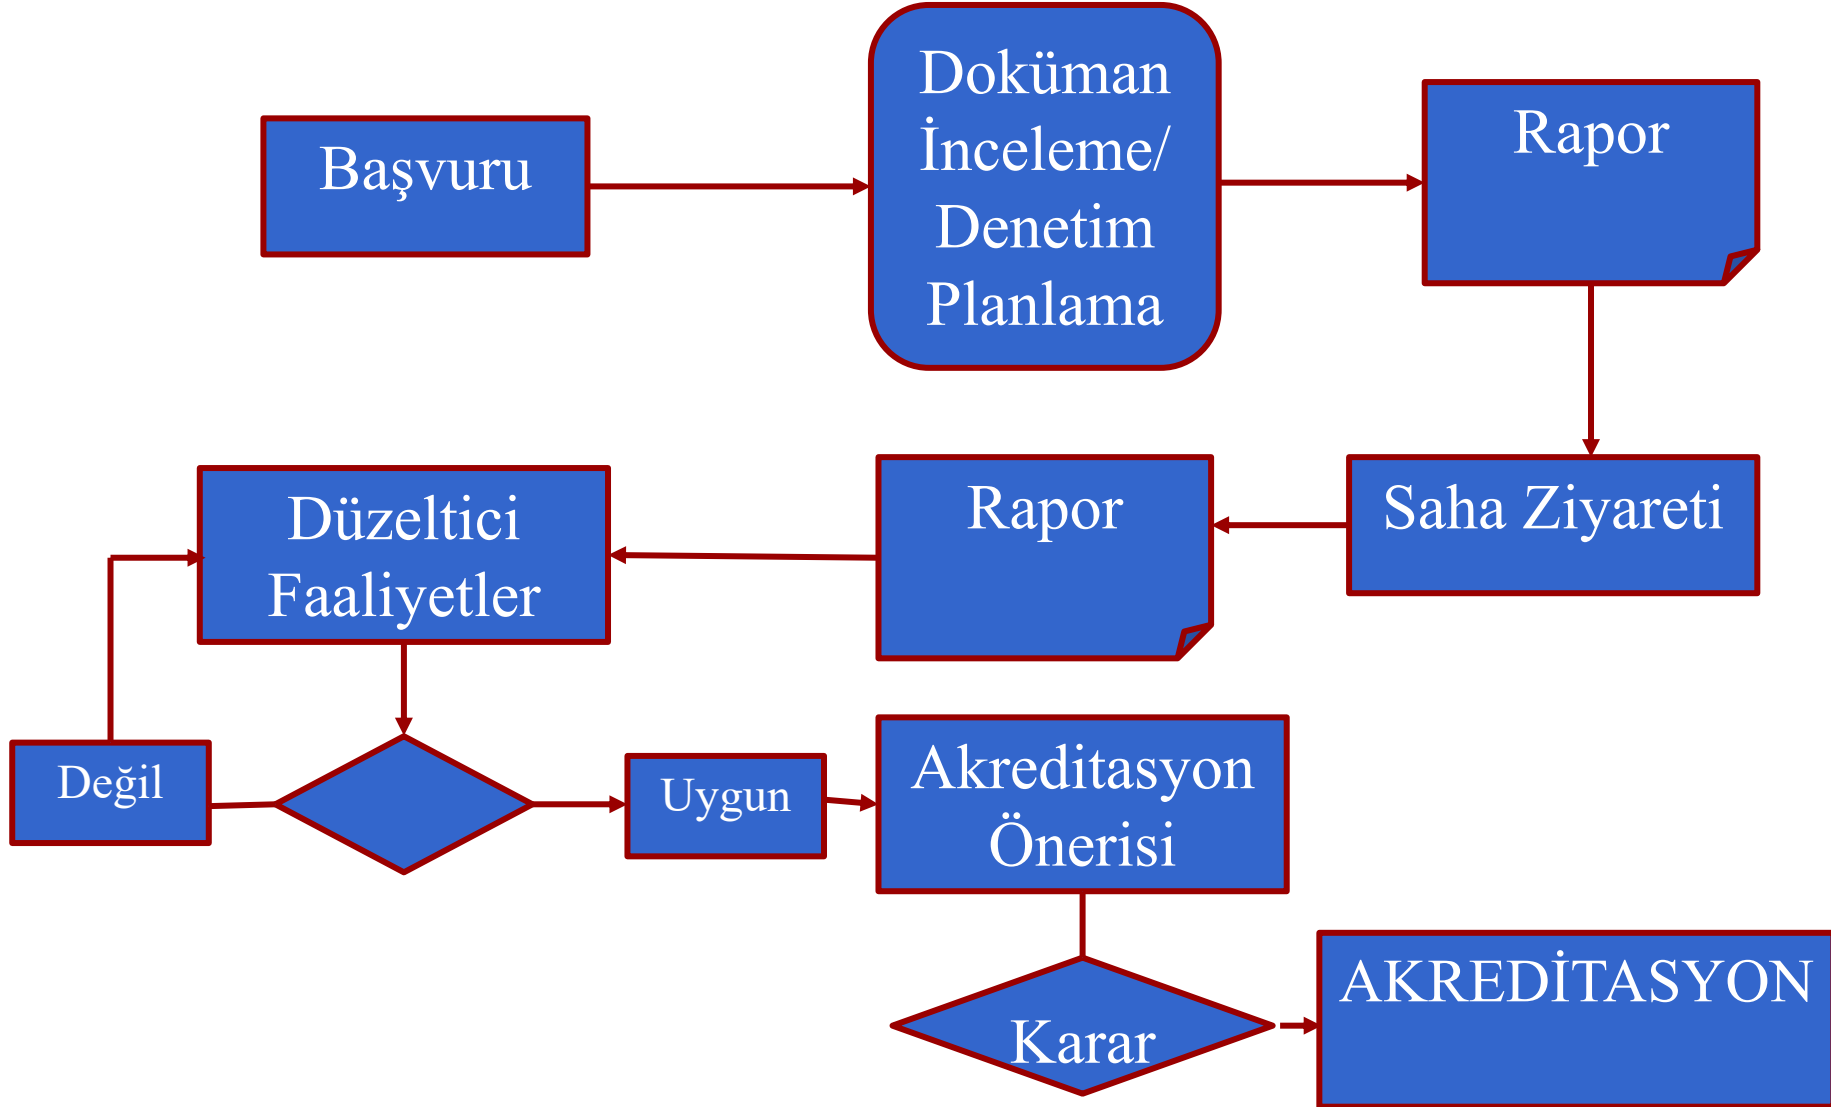 Başvuru
Doküman
İnceleme/
Denetim
Planlama
Rapor
Saha Ziyareti
Rapor
Düzeltici
Faaliyetler
Değil
Uygun
Akreditasyon
Önerisi
Karar
AKREDİTASYON